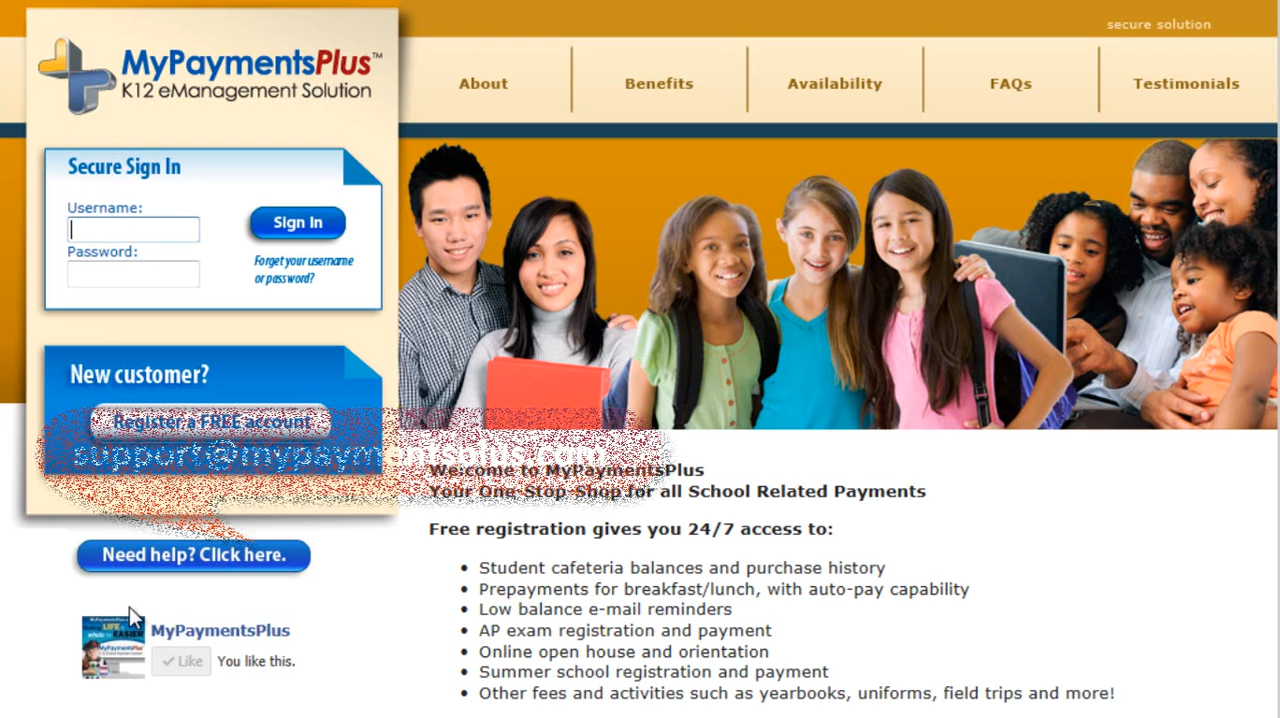 secure solution
MyPaymentsPlus™
K12 eManagement Solution
About
Benefits
Availability
FAQs
Testimonials
Secure Sign In
Username:
Sign In
Password:
Forget your username
or password?
New customer?
Register a FREE account
support@mypaymentsplus.com
Welcome to MyPaymentsPlus
Your One-Stop-Shop for all School Related Payments
Free registration gives you 24/7 access to:
• Student cafeteria balances and purchase history
• Prepayments for breakfast/lunch, with auto-pay capability
• Low balance e-mail reminders
• AP exam registration and payment
• Online open house and orientation
• Summer school registration and payment
• Other fees and activities such as yearbooks, uniforms, field trips and more!
Need help? Click here.
MyPaymentsPlus
Like
You like this.